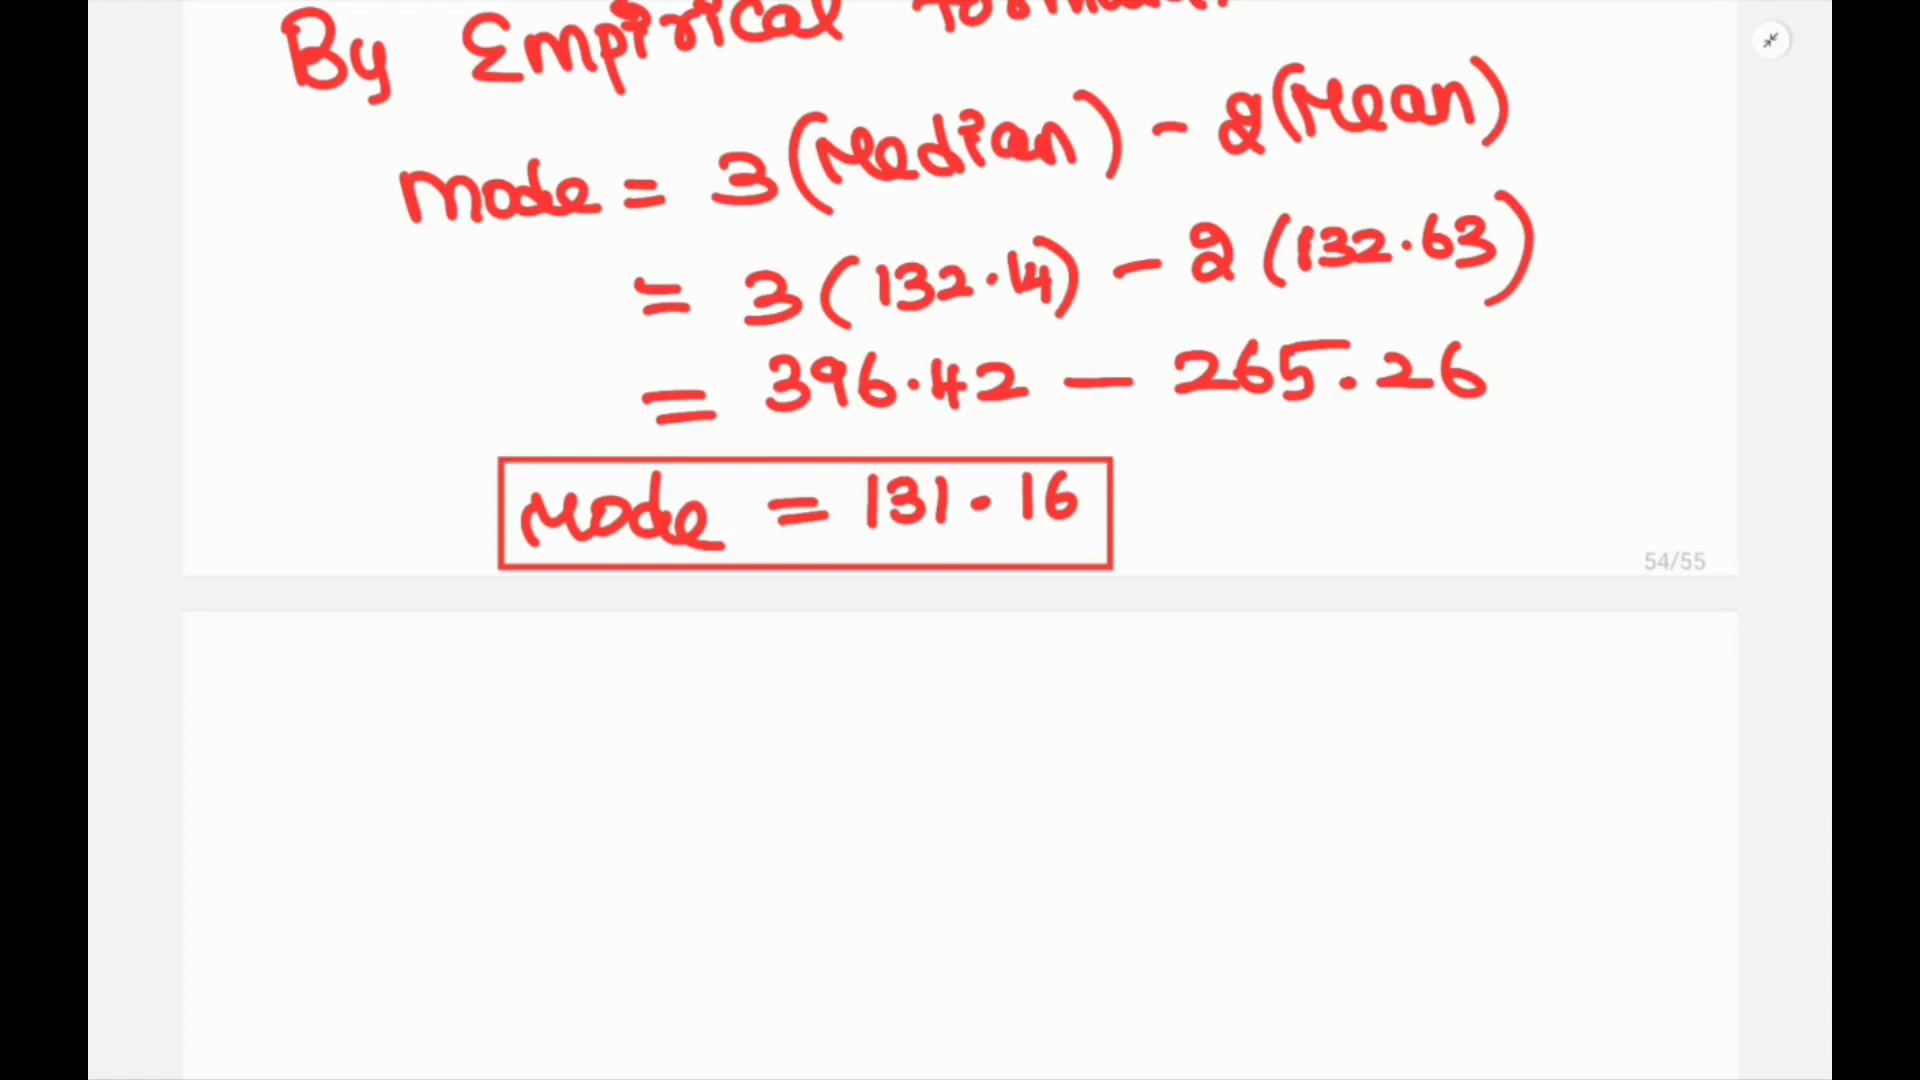 By Empirical Formula
Mode = 3 (Median) - 2 (Mean)
= 3 (132.14) - 2 (132.63)
= 396.42 - 265.26
Mode = 131.16
54/55